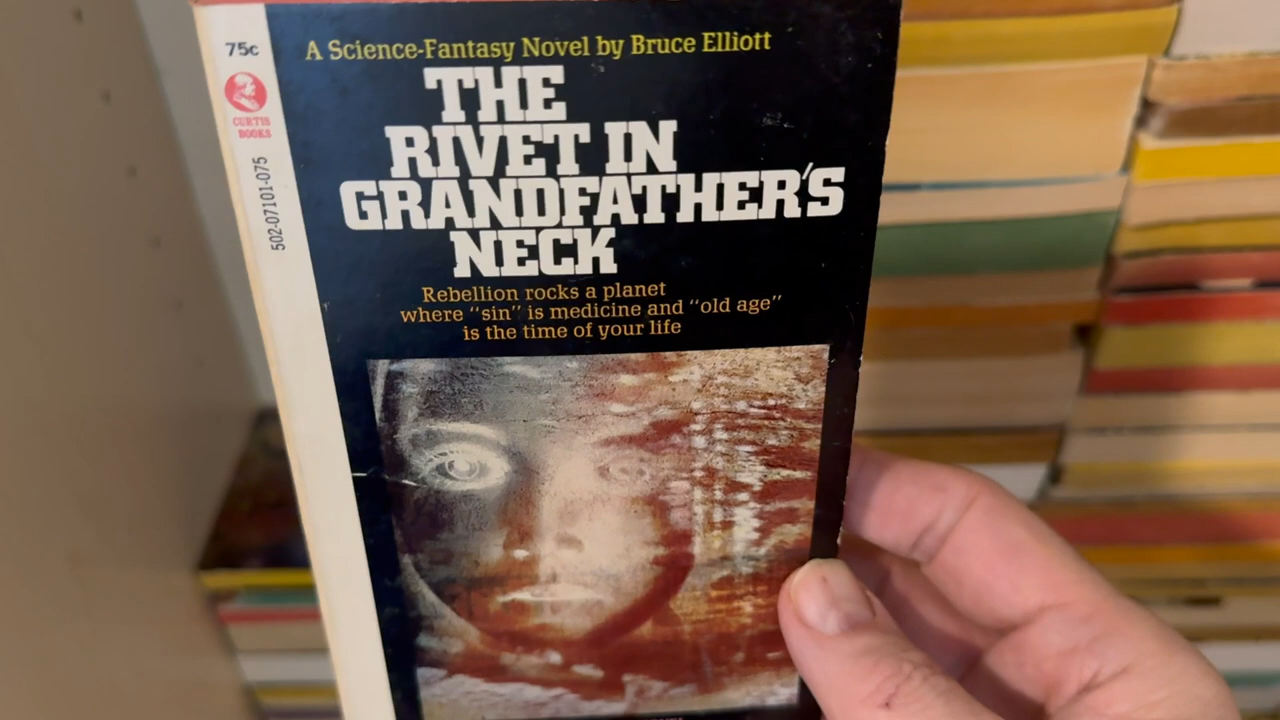 75c
CURTIS
BOOKS
502-07101-075
A Science-Fantasy Novel by Bruce Elliott
THE
RIVET IN
GRANDFATHER'S
NECK
Rebellion rocks a planet
where "sin" is medicine and "old age"
is the time of your life